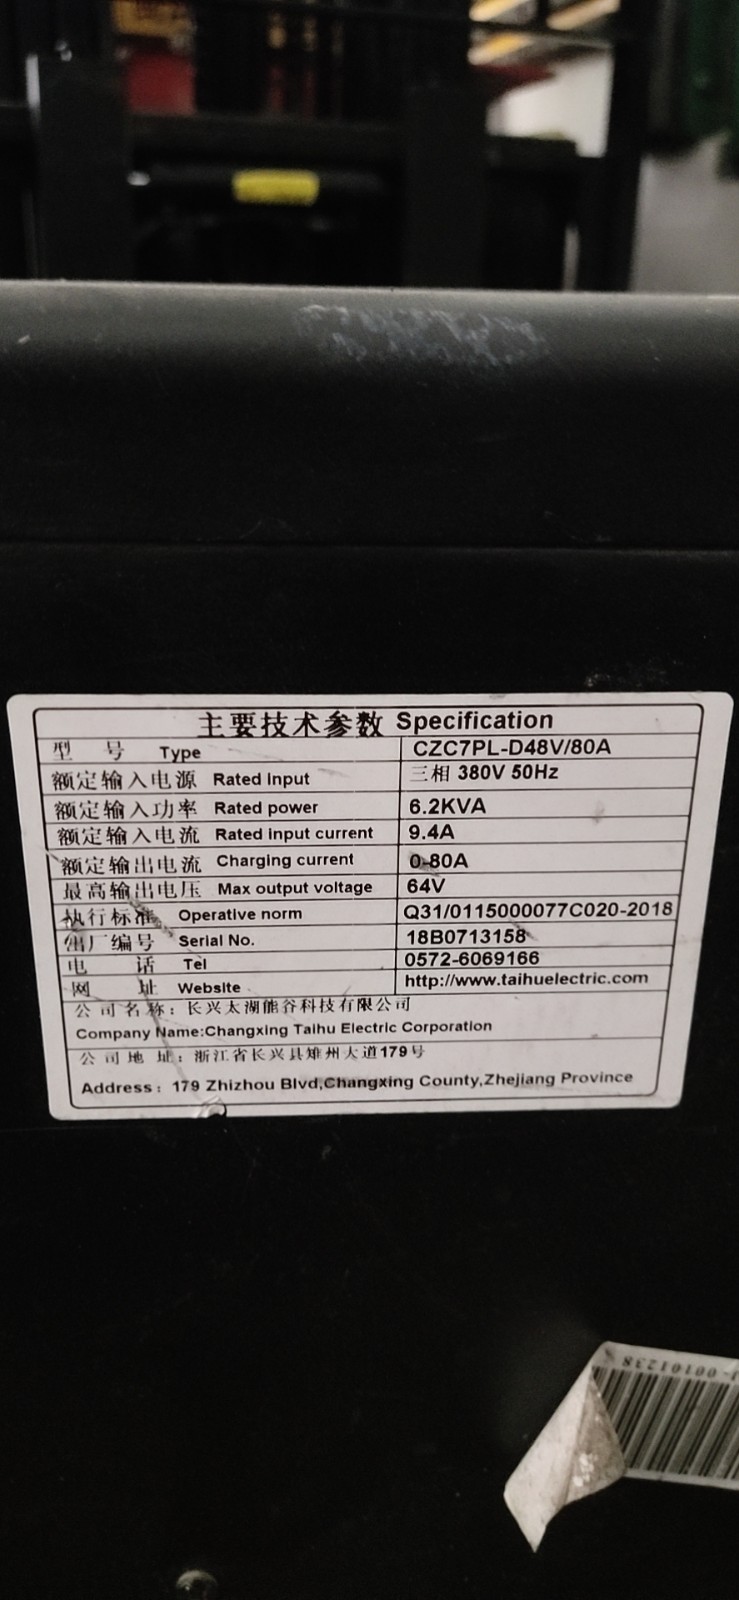 主要技术参数 Specification
型 号 Type CZC7PL-D48V/80A
额定输入电源 Rated Input 三相 380V 50Hz
额定输入功率 Rated power 6.2KVA
额定输入电流 Rated input current 9.4A
额定输出电流 Charging current 0-80A
最高输出电压 Max output voltage 64V
执行标准 Operative norm Q31/0115000077C020-2018
出厂编号 Serial No. 18B0713158
电 话 Tel 0572-6069166
网 址 Website http://www.taihuelectric.com
公司名称：长兴太湖能谷科技有限公司
Company Name:Changxing Taihu Electric Corporation
公司地址：浙江省长兴县雉州大道179号
Address：179 Zhizhou Blvd,Changxing County,Zhejiang Province
00101238